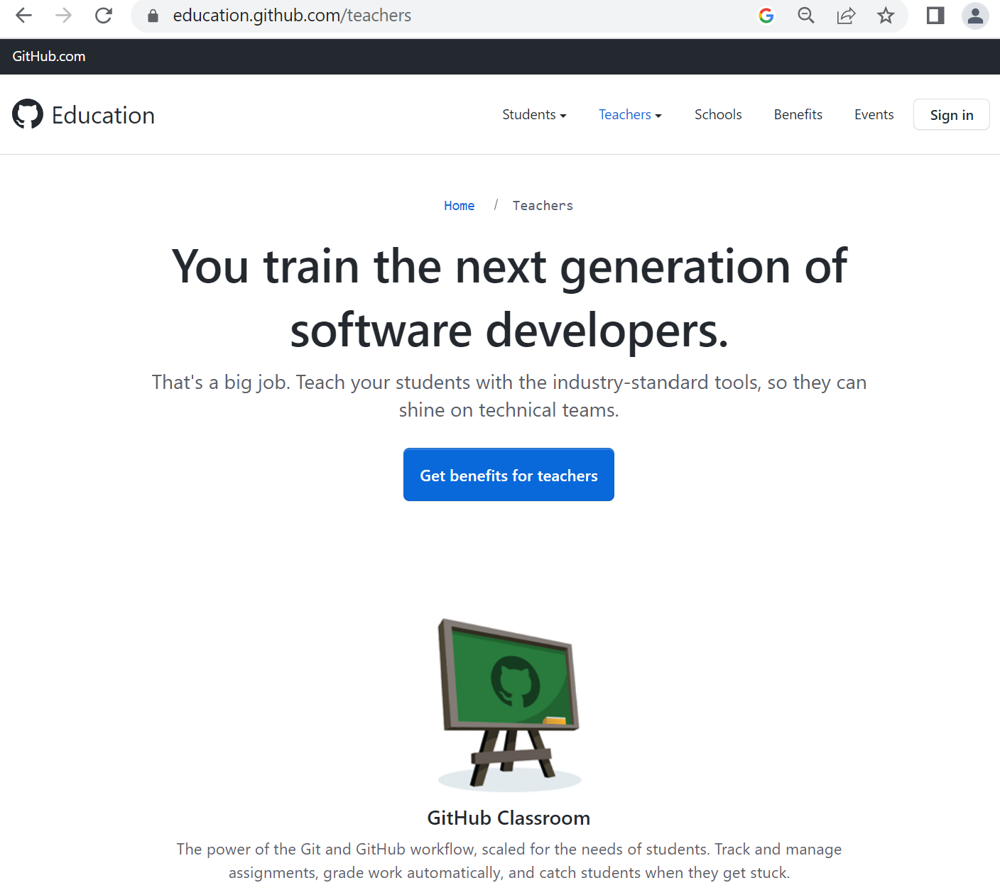 education.github.com/teachers
GitHub.com
Education
Students
Teachers
Schools
Benefits
Events
Sign in
Home / Teachers
You train the next generation of
software developers.
That's a big job. Teach your students with the industry-standard tools, so they can
shine on technical teams.
Get benefits for teachers
GitHub Classroom
The power of the Git and GitHub workflow, scaled for the needs of students. Track and manage
assignments, grade work automatically, and catch students when they get stuck.